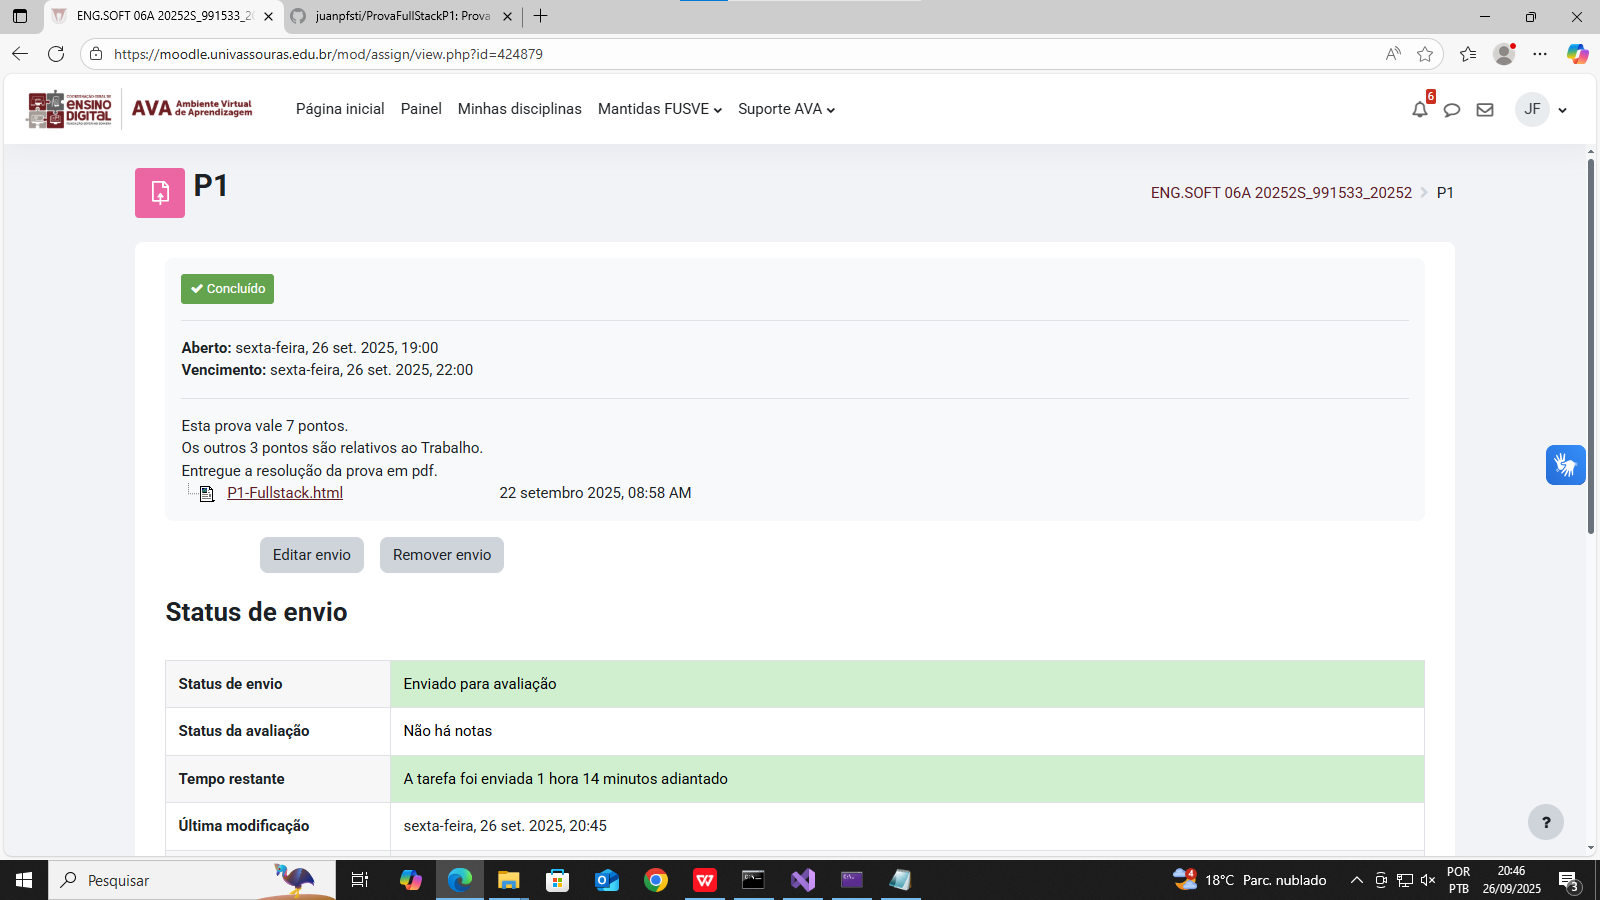 ENG.SOFT 06A 20252S_991533_20
juanpfsti/ProvaFullStackP1: Prova
https://moodle.univassouras.edu.br/mod/assign/view.php?id=424879
ENSINO DIGITAL
AVA Ambiente Virtual de Aprendizagem
Página inicial
Painel
Minhas disciplinas
Mantidas FUSVE
Suporte AVA
6
JF
P1
ENG.SOFT 06A 20252S_991533_20252
P1
Concluído
Aberto: sexta-feira, 26 set. 2025, 19:00
Vencimento: sexta-feira, 26 set. 2025, 22:00
Esta prova vale 7 pontos.
Os outros 3 pontos são relativos ao Trabalho.
Entregue a resolução da prova em pdf.
P1-Fullstack.html 22 setembro 2025, 08:58 AM
Editar envio
Remover envio
Status de envio
Status de envio Enviado para avaliação
Status da avaliação Não há notas
Tempo restante A tarefa foi enviada 1 hora 14 minutos adiantado
Última modificação sexta-feira, 26 set. 2025, 20:45
?
Pesquisar
4
18°C Parc. nublado
POR
PTB
20:46
26/09/2025
3